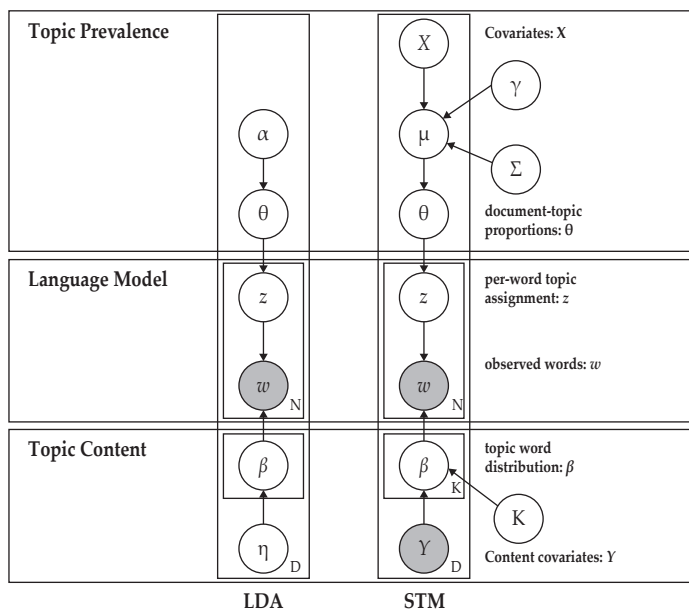 Topic Prevalence
X
Covariates: X
γ
α
μ
Σ
θ
θ
document-topic
proportions: θ
Language Model
z
z
per-word topic
assignment: z
w
w
observed words: w
N
N
Topic Content
β
β
topic word
distribution: β
K
K
η
Y
Content covariates: Y
D
D
LDA
STM